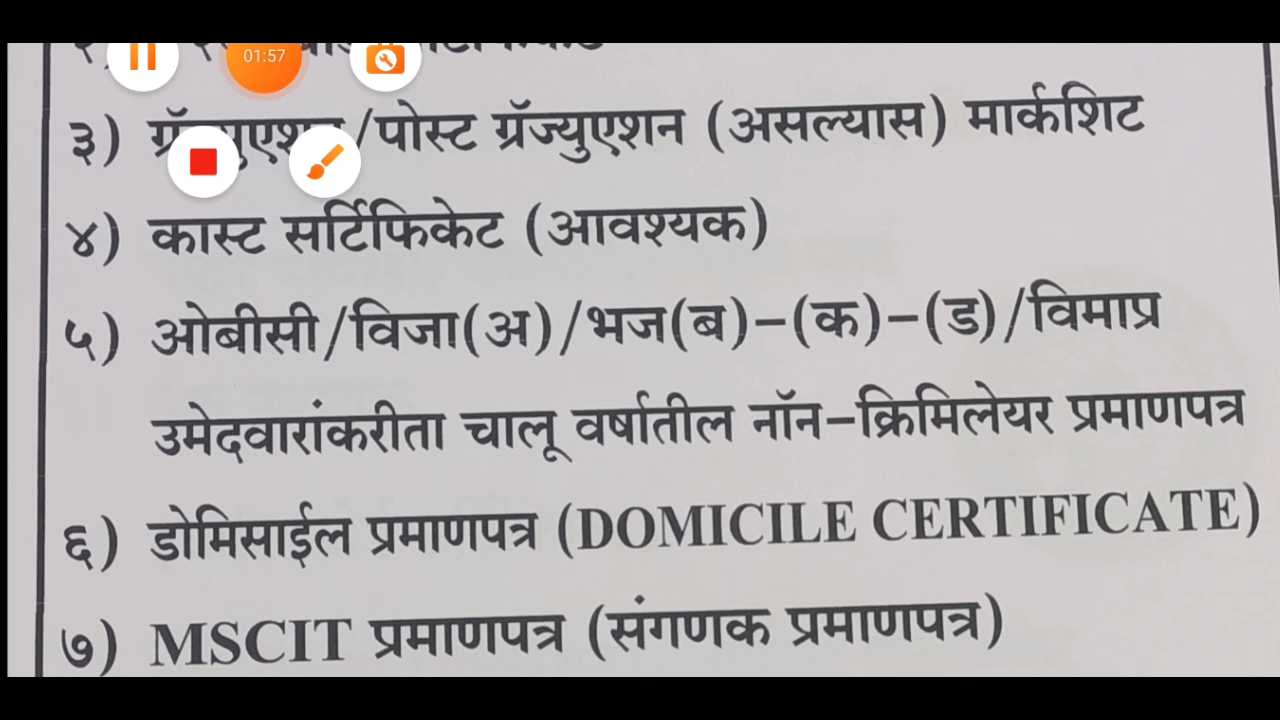 01:57
३) ग्रॅज्युएशन/पोस्ट ग्रॅज्युएशन (असल्यास) मार्कशिट
४) कास्ट सर्टिफिकेट (आवश्यक)
५) ओबीसी/विजा(अ)/भज(ब)-(क)-(ड)/विमाप्र
उमेदवारांकरीता चालू वर्षातील नॉन-क्रिमिलेयर प्रमाणपत्र
६) डोमिसाईल प्रमाणपत्र (DOMICILE CERTIFICATE)
७) MSCIT प्रमाणपत्र (संगणक प्रमाणपत्र)